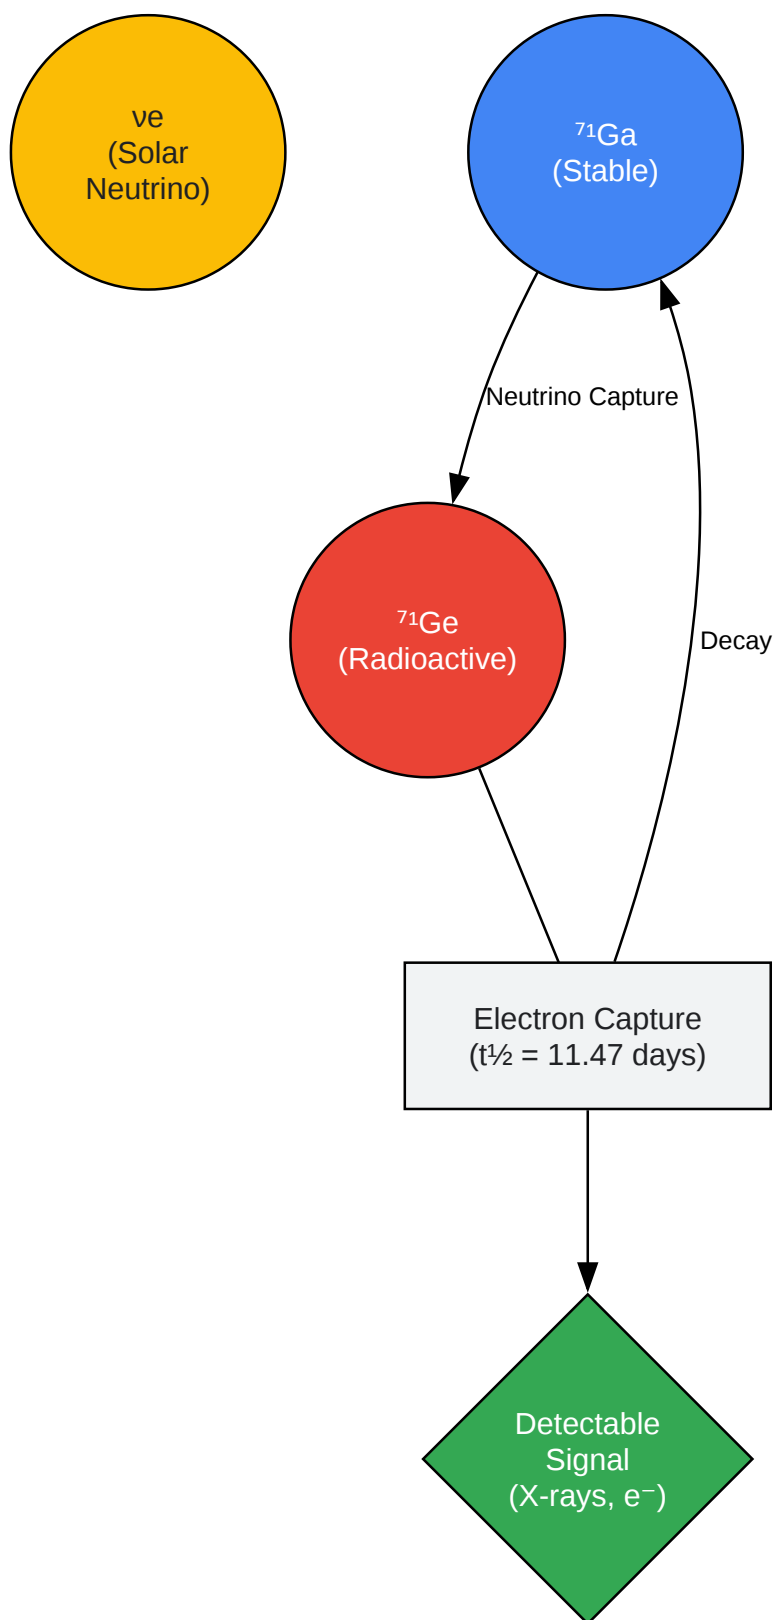 νe
(Solar
Neutrino)
⁷¹Ga
(Stable)
Neutrino Capture
⁷¹Ge
(Radioactive)
Decay
Electron Capture
(t½ = 11.47 days)
Detectable
Signal
(X-rays, e⁻)